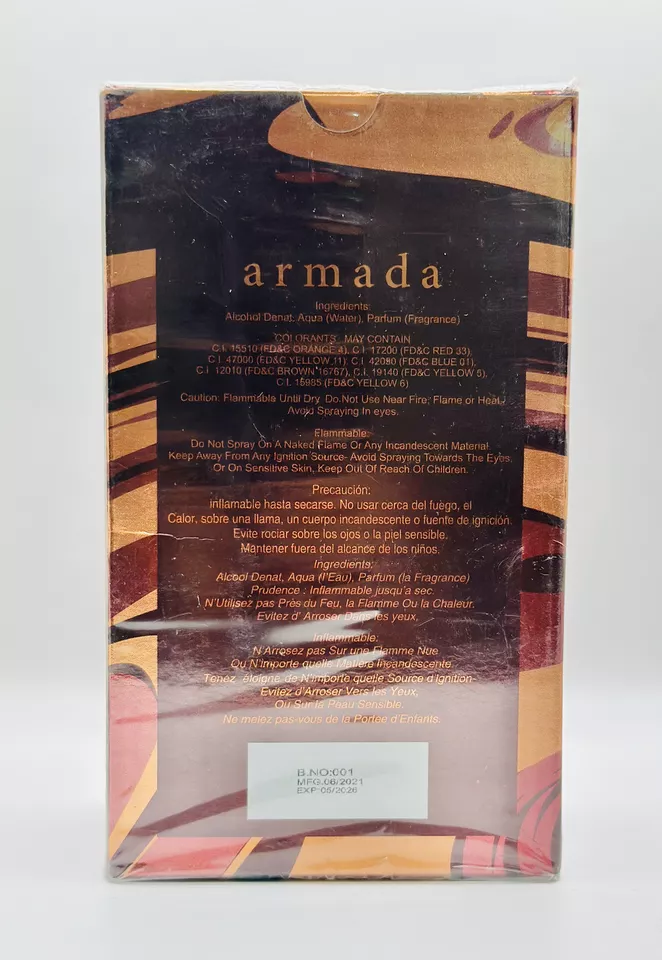 armada
Ingredients:
Alcohol Denat, Aqua (Water), Parfum (Fragrance)
COLORANTS MAY CONTAIN
C.I. 15510 (FD&C ORANGE 4), C.I. 17200 (FD&C RED 33),
C.I. 47000 (FD&C YELLOW 11) C.I. 42090 (FD&C BLUE 01),
C.I. 12010 (FD&C BROWN 16767), C.I. 19140 (FD&C YELLOW 5),
C.I. 15985 (FD&C YELLOW 6)
Caution: Flammable Until Dry. Do Not Use Near Fire, Flame or Heat /
Avoid Spraying In eyes.
Flammable:
Do Not Spray On A Naked Flame Or Any Incandescent Material.
Keep Away From Any Ignition Source- Avoid Spraying Towards The Eyes,
Or On Sensitive Skin, Keep Out Of Reach Of Children.
Precaución:
inflamable hasta secarse. No usar cerca del fuego, el
Calor, sobre una llama, un cuerpo incandescente o fuente de ignición.
Evite rociar sobre los ojos o la piel sensible.
Mantener fuera del alcance de los niños.
Ingredients:
Alcool Denat, Aqua (l'Eau), Parfum (la Fragrance)
Prudence : Inflammable jusqu'a sec.
N'Utilisez pas Près du Feu, la Flamme Ou la Chaleur.
Evitez d' Arroser Dans les yeux.
Inflammable:
N'Arrosez pas Sur une Flamme Nue
Ou N'Importe quelle Matière Incandescente.
Tenez éloigne de N'importe quelle Source d'Ignition-
Evitez d'Arroser Vers les Yeux,
Ou Sur la Peau Sensible.
Ne melez pas-vous de la Portée d'Enfants.
B.NO:001
MFG.06/2021
EXP:05/2026